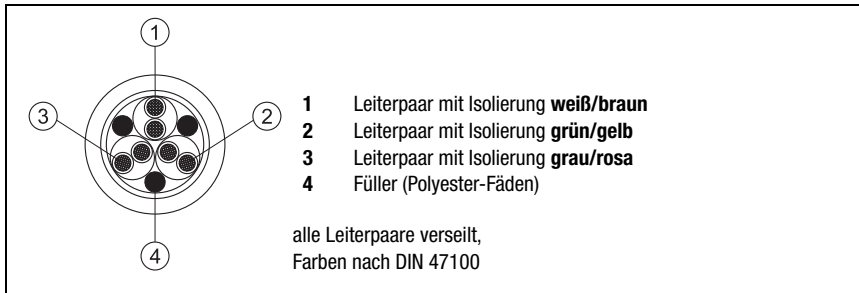 1
3
2
4
1 Leiterpaar mit Isolierung weiß/braun
2 Leiterpaar mit Isolierung grün/gelb
3 Leiterpaar mit Isolierung grau/rosa
4 Füller (Polyester-Fäden)
alle Leiterpaare verseilt,
Farben nach DIN 47100